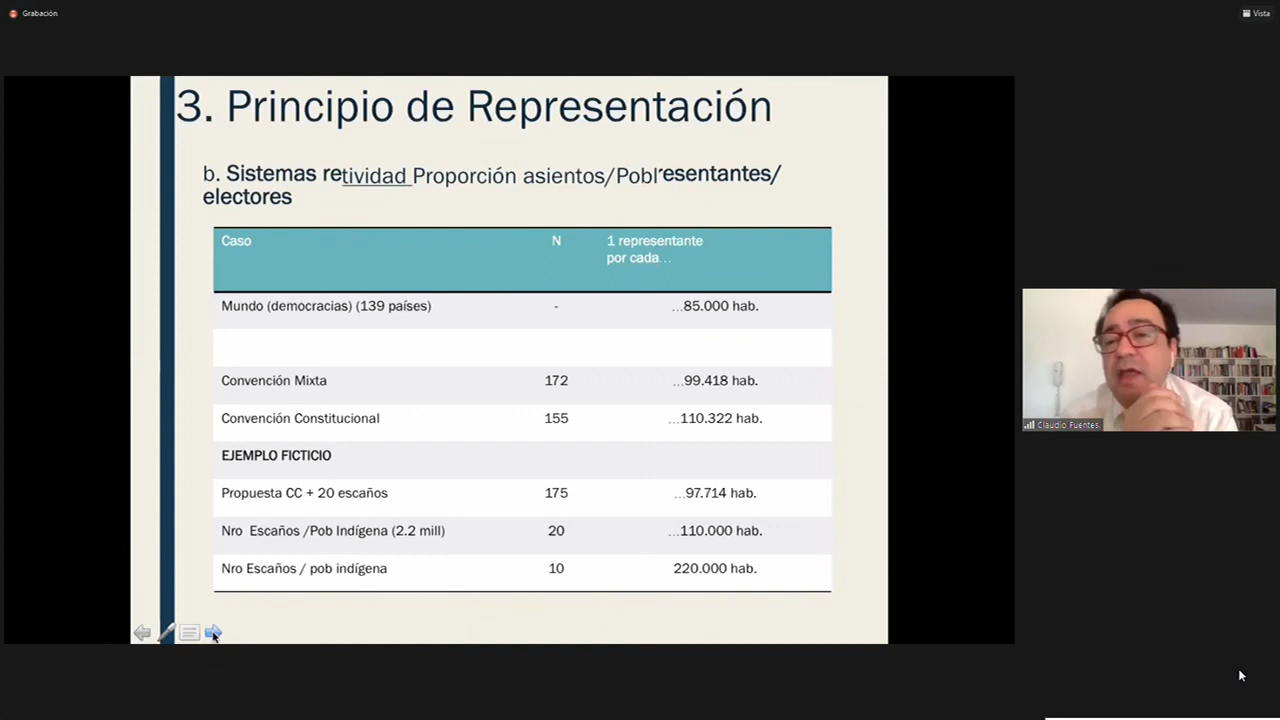 Grabación
Vista
3. Principio de Representación
b. Sistemas retividad Proporción asientos/Pobl esentantes/
electores
Caso N 1 representante
por cada…
Mundo (democracias) (139 países) - …85.000 hab.
Convención Mixta 172 …99.418 hab.
Convención Constitucional 155 …110.322 hab.
EJEMPLO FICTICIO
Propuesta CC + 20 escaños 175 …97.714 hab.
Nro Escaños /Pob Indígena (2.2 mill) 20 …110.000 hab.
Nro Escaños / pob indígena 10 220.000 hab.
Claudio Fuentes.